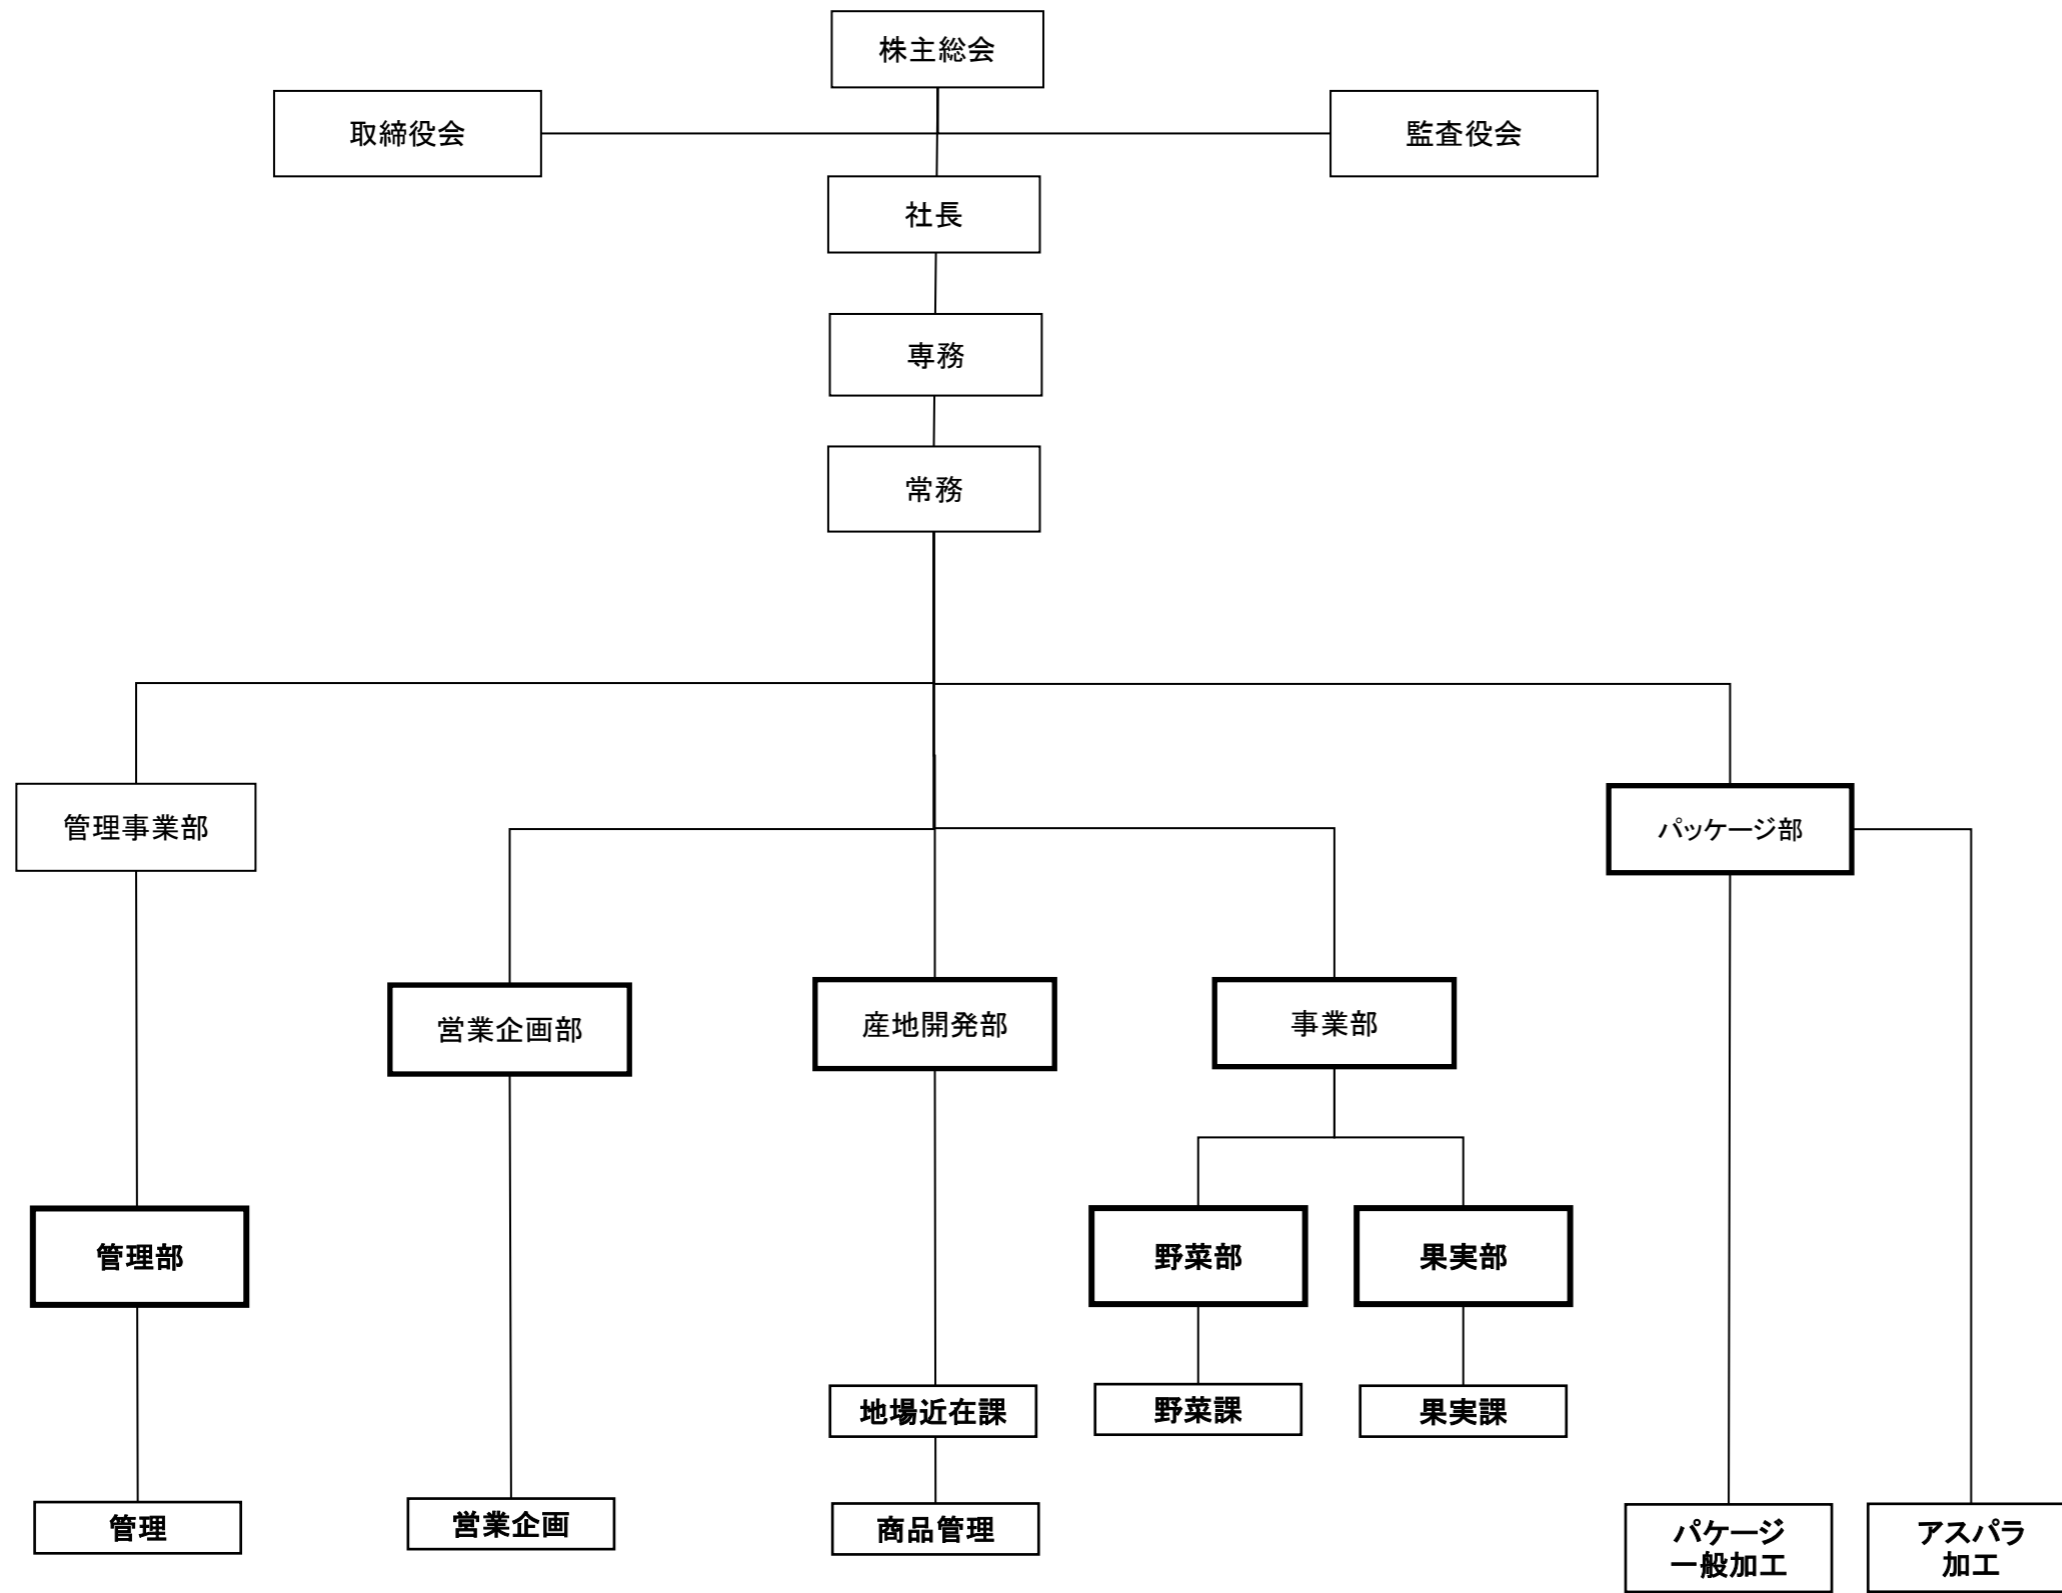 株主総会
取締役会
監査役会
社長
専務
常務
管理事業部
パッケージ部
営業企画部
産地開発部
事業部
管理部
野菜部
果実部
地場近在課
野菜課
果実課
管理
営業企画
商品管理
パケージ
一般加工
アスパラ
加工